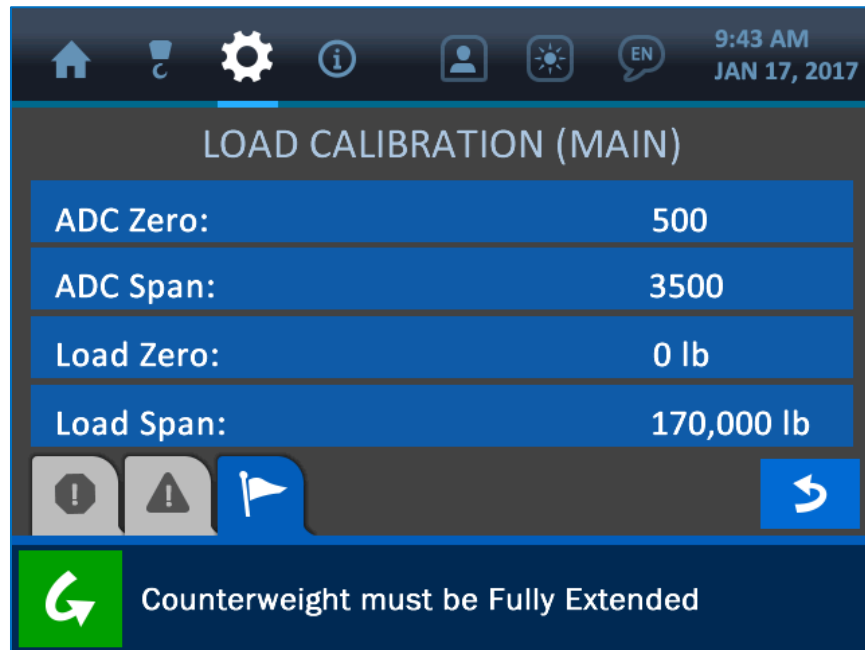 EN
9:43 AM
JAN 17, 2017
LOAD CALIBRATION (MAIN)
ADC Zero: 500
ADC Span: 3500
Load Zero: 0 lb
Load Span: 170,000 lb
Counterweight must be Fully Extended